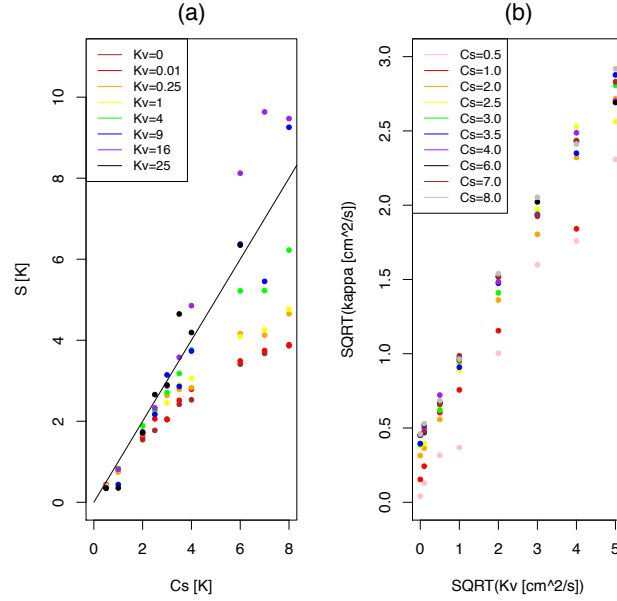 (a)
Kv=0
Kv=0.01
Kv=0.25
Kv=1
Kv=4
Kv=9
Kv=16
Kv=25
S [K]
0
2
4
6
8
10
0 2 4 6 8
Cs [K]
(b)
Cs=0.5
Cs=1.0
Cs=2.0
Cs=2.5
Cs=3.0
Cs=3.5
Cs=4.0
Cs=6.0
Cs=7.0
Cs=8.0
SQRT(kappa [cm^2/s])
0.0
0.5
1.0
1.5
2.0
2.5
3.0
0 1 2 3 4 5
SQRT(Kv [cm^2/s])